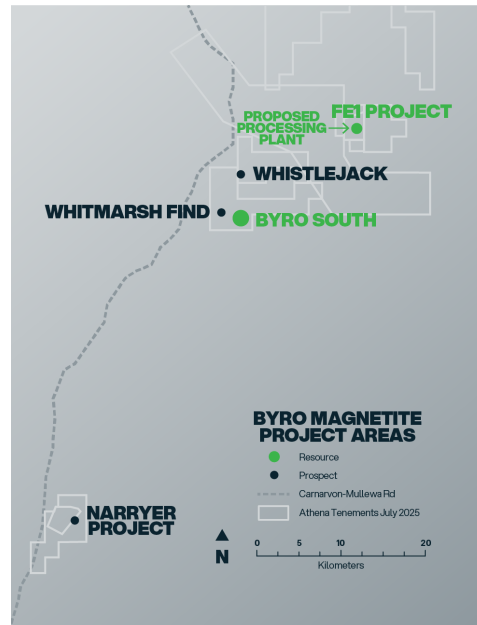 FE1 PROJECT
PROPOSED
PROCESSING
PLANT
WHISTLEJACK
WHITMARSH FIND
BYRO SOUTH
BYRO MAGNETITE
PROJECT AREAS
Resource
Prospect
Carnarvon-Mullewa Rd
Athena Tenements July 2025
NARRYER
PROJECT
N
0 5 10 20
Kilometers